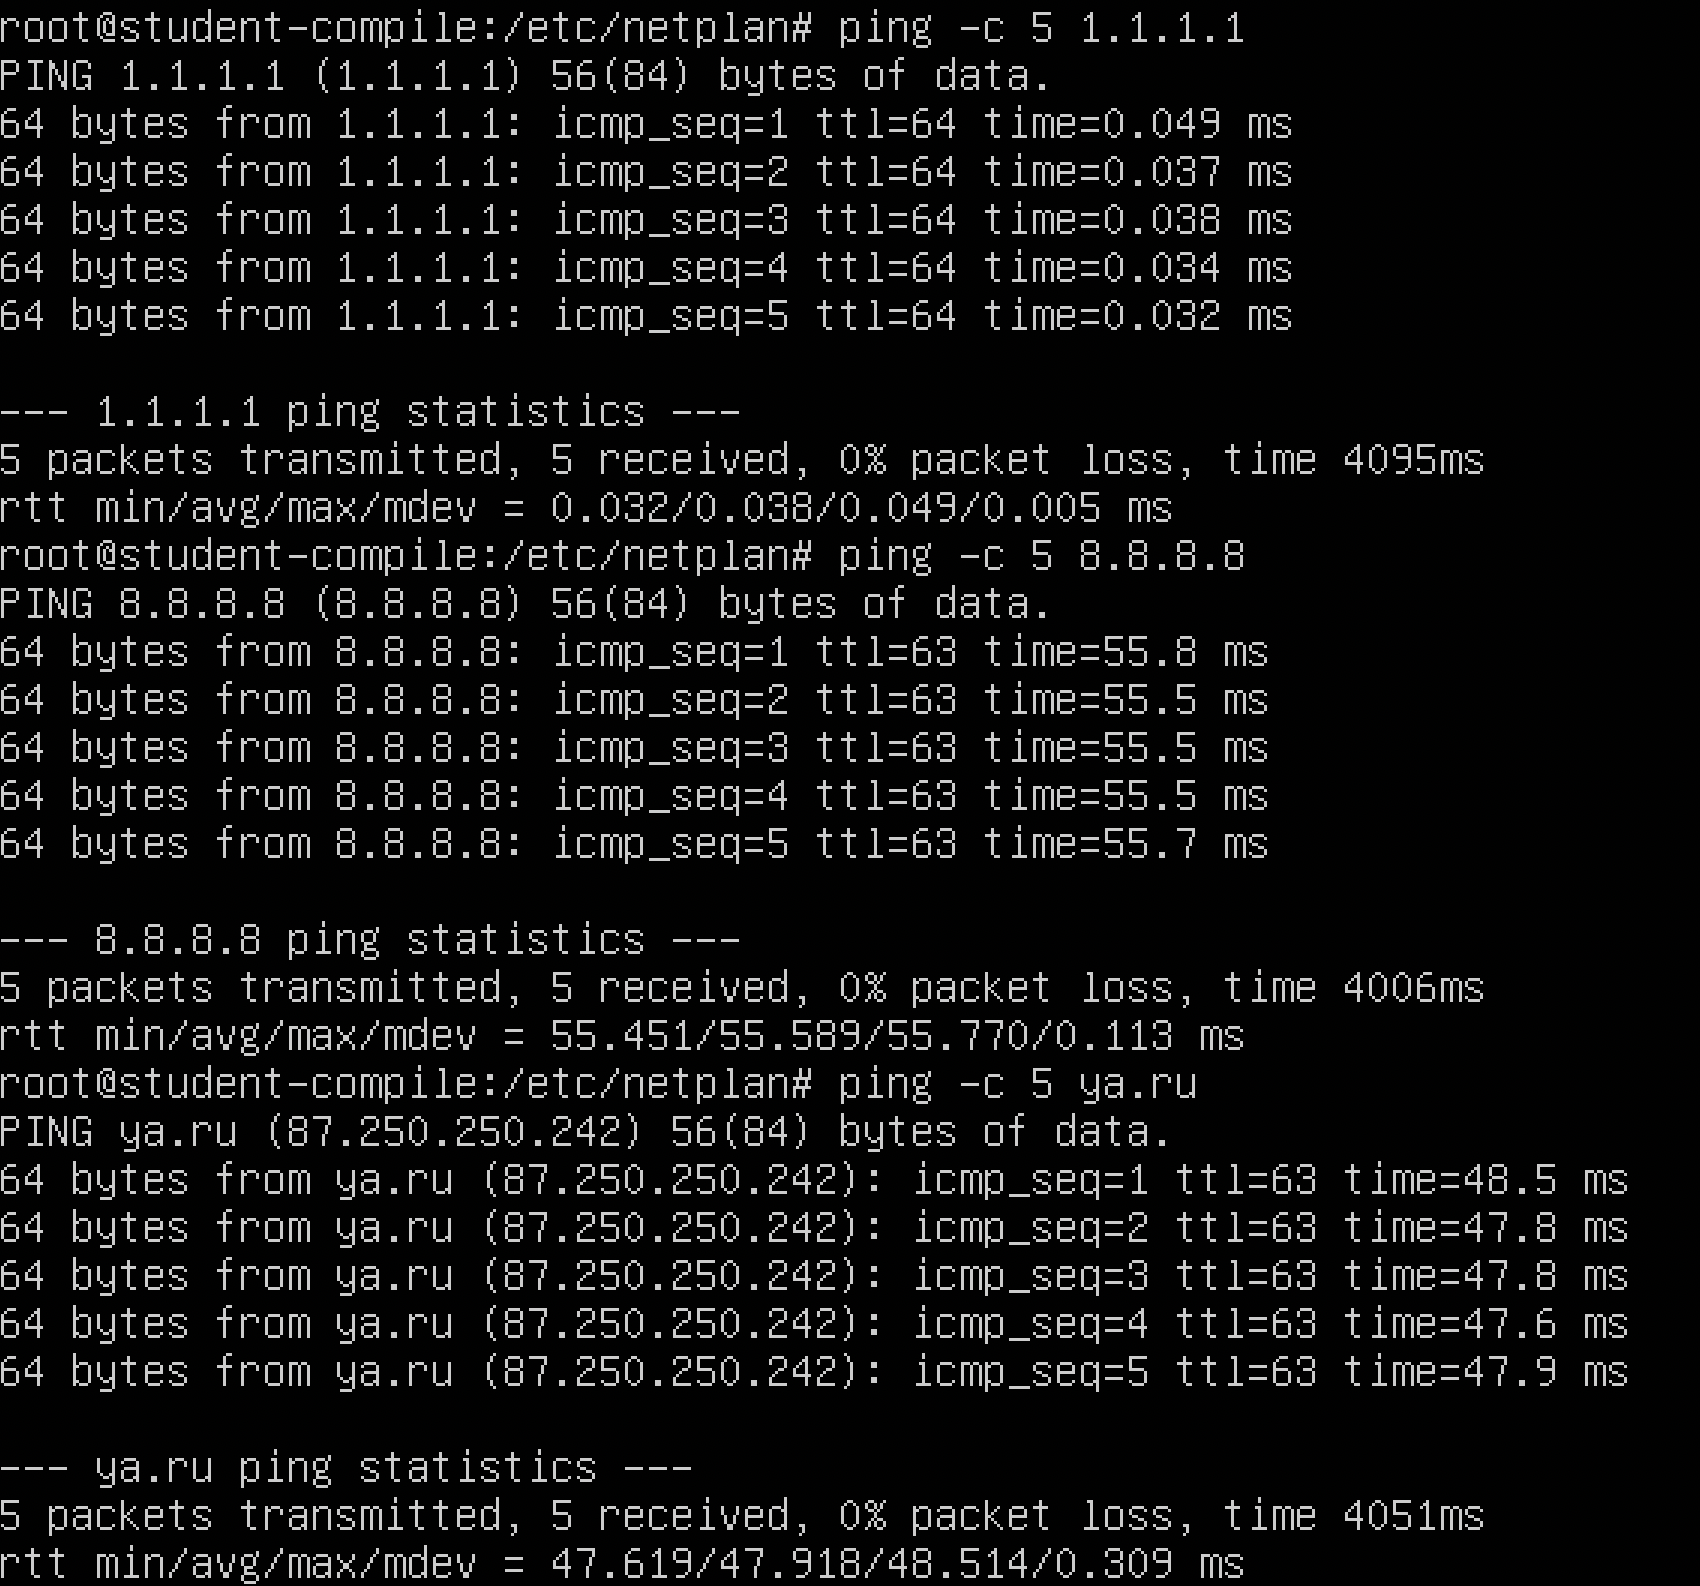 root@student-compile:/etc/netplan# ping -c 5 1.1.1.1
PING 1.1.1.1 (1.1.1.1) 56(84) bytes of data.
64 bytes from 1.1.1.1: icmp_seq=1 ttl=64 time=0.049 ms
64 bytes from 1.1.1.1: icmp_seq=2 ttl=64 time=0.037 ms
64 bytes from 1.1.1.1: icmp_seq=3 ttl=64 time=0.038 ms
64 bytes from 1.1.1.1: icmp_seq=4 ttl=64 time=0.034 ms
64 bytes from 1.1.1.1: icmp_seq=5 ttl=64 time=0.032 ms
--- 1.1.1.1 ping statistics ---
5 packets transmitted, 5 received, 0% packet loss, time 4095ms
rtt min/avg/max/mdev = 0.032/0.038/0.049/0.005 ms
root@student-compile:/etc/netplan# ping -c 5 8.8.8.8
PING 8.8.8.8 (8.8.8.8) 56(84) bytes of data.
64 bytes from 8.8.8.8: icmp_seq=1 ttl=63 time=55.8 ms
64 bytes from 8.8.8.8: icmp_seq=2 ttl=63 time=55.5 ms
64 bytes from 8.8.8.8: icmp_seq=3 ttl=63 time=55.5 ms
64 bytes from 8.8.8.8: icmp_seq=4 ttl=63 time=55.5 ms
64 bytes from 8.8.8.8: icmp_seq=5 ttl=63 time=55.7 ms
--- 8.8.8.8 ping statistics ---
5 packets transmitted, 5 received, 0% packet loss, time 4006ms
rtt min/avg/max/mdev = 55.451/55.589/55.770/0.113 ms
root@student-compile:/etc/netplan# ping -c 5 ya.ru
PING ya.ru (87.250.250.242) 56(84) bytes of data.
64 bytes from ya.ru (87.250.250.242): icmp_seq=1 ttl=63 time=48.5 ms
64 bytes from ya.ru (87.250.250.242): icmp_seq=2 ttl=63 time=47.8 ms
64 bytes from ya.ru (87.250.250.242): icmp_seq=3 ttl=63 time=47.8 ms
64 bytes from ya.ru (87.250.250.242): icmp_seq=4 ttl=63 time=47.6 ms
64 bytes from ya.ru (87.250.250.242): icmp_seq=5 ttl=63 time=47.9 ms
--- ya.ru ping statistics ---
5 packets transmitted, 5 received, 0% packet loss, time 4051ms
rtt min/avg/max/mdev = 47.619/47.918/48.514/0.309 ms